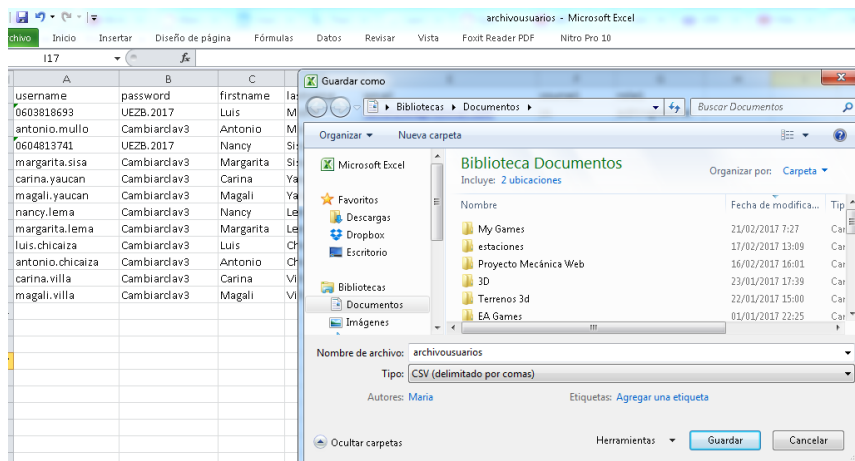 archivousuarios - Microsoft Excel
Inicio Insertar Diseño de página Fórmulas Datos Revisar Vista Foxit Reader PDF Nitro Pro 10
I17 fx
A B C
username password firstname
0603818693 UEZB.2017 Luis
antonio.mullo Cambiarclav3 Antonio
0604813741 UEZB.2017 Nancy
margarita.sisa Cambiarclav3 Margarita
carina.yaucan Cambiarclav3 Carina
magali.yaucan Cambiarclav3 Magali
nancy.lema Cambiarclav3 Nancy
margarita.lema Cambiarclav3 Margarita
luis.chicaiza Cambiarclav3 Luis
antonio.chicaiza Cambiarclav3 Antonio
carina.villa Cambiarclav3 Carina
magali.villa Cambiarclav3 Magali
Guardar como
Bibliotecas Documentos Buscar Documentos
Organizar Nueva carpeta
Microsoft Excel
Favoritos
Descargas
Dropbox
Escritorio
Bibliotecas
Documentos
Imágenes
Biblioteca Documentos
Incluye: 2 ubicaciones
Organizar por: Carpeta
Nombre Fecha de modifica... Tip
My Games 21/02/2017 7:27 Car
estaciones 17/02/2017 13:09 Car
Proyecto Mecánica Web 16/02/2017 16:01 Car
3D 23/01/2017 17:39 Car
Terrenos 3d 22/01/2017 15:00 Car
EA Games 01/01/2017 22:25 Car
Nombre de archivo: archivousuarios
Tipo: CSV (delimitado por comas)
Autores: Maria Etiquetas: Agregar una etiqueta
Ocultar carpetas Herramientas Guardar Cancelar